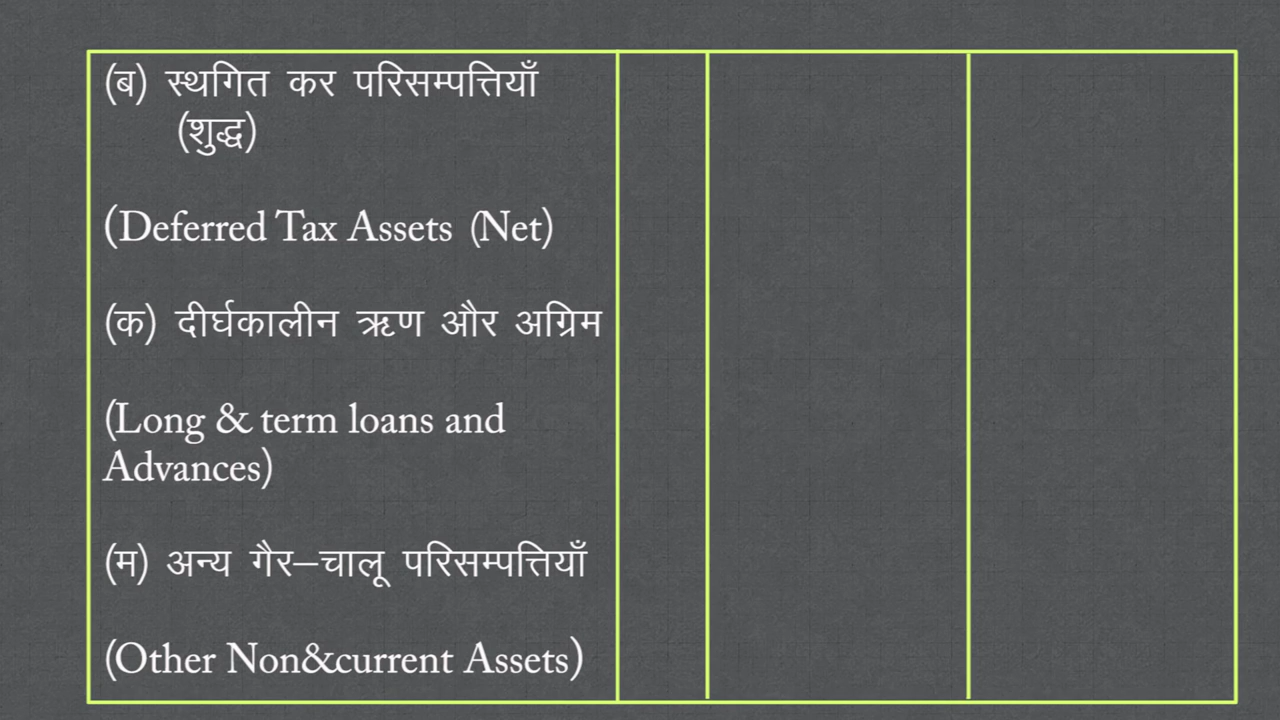 (ब) स्थगित कर परिसम्पत्तियाँ
(शुद्ध)
(Deferred Tax Assets (Net)
(क) दीर्घकालीन ऋण और अग्रिम
(Long & term loans and
Advances)
(म) अन्य गैर–चालू परिसम्पत्तियाँ
(Other Non&current Assets)